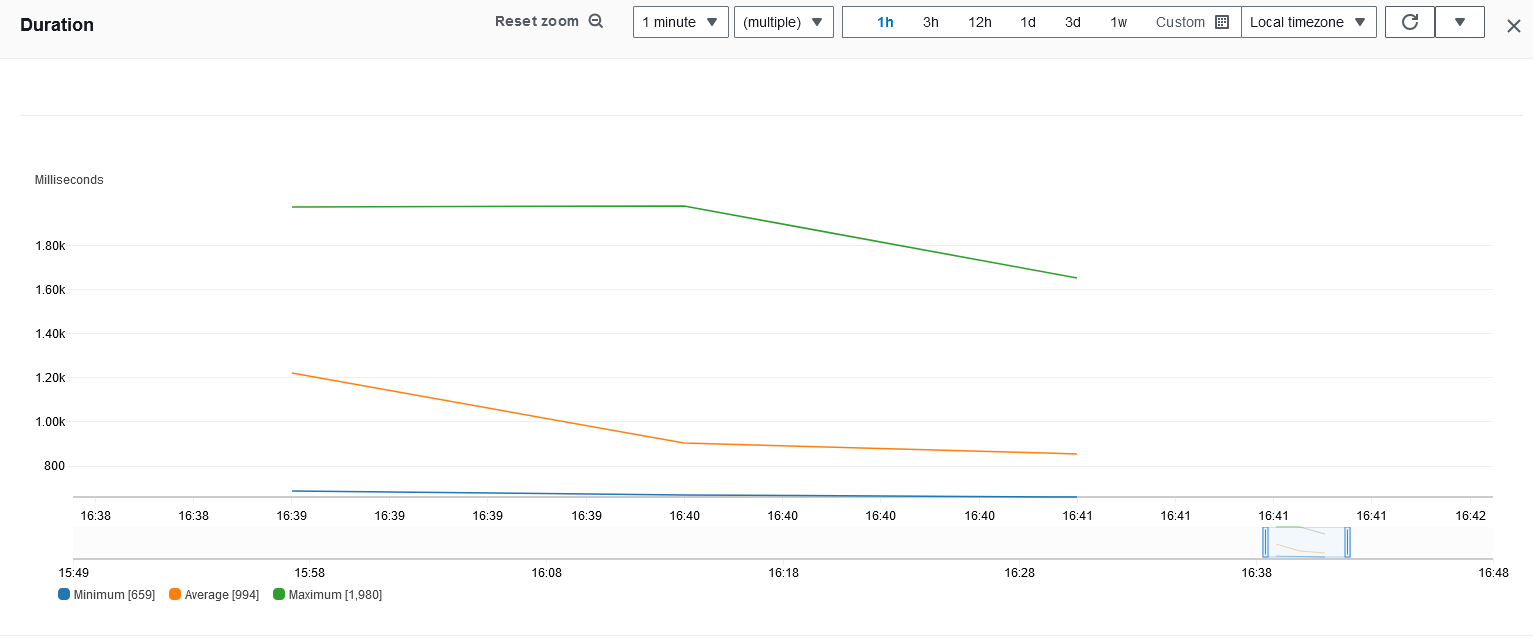 Duration
Reset zoom
1 minute
(multiple)
1h 3h 12h 1d 3d 1w Custom
Local timezone
Milliseconds
1.80k
1.60k
1.40k
1.20k
1.00k
800
16:38 16:38 16:39 16:39 16:39 16:39 16:40 16:40 16:40 16:40 16:41 16:41 16:41 16:41 16:42
15:49 15:58 16:08 16:18 16:28 16:38 16:48
Minimum [659] Average [994] Maximum [1,980]